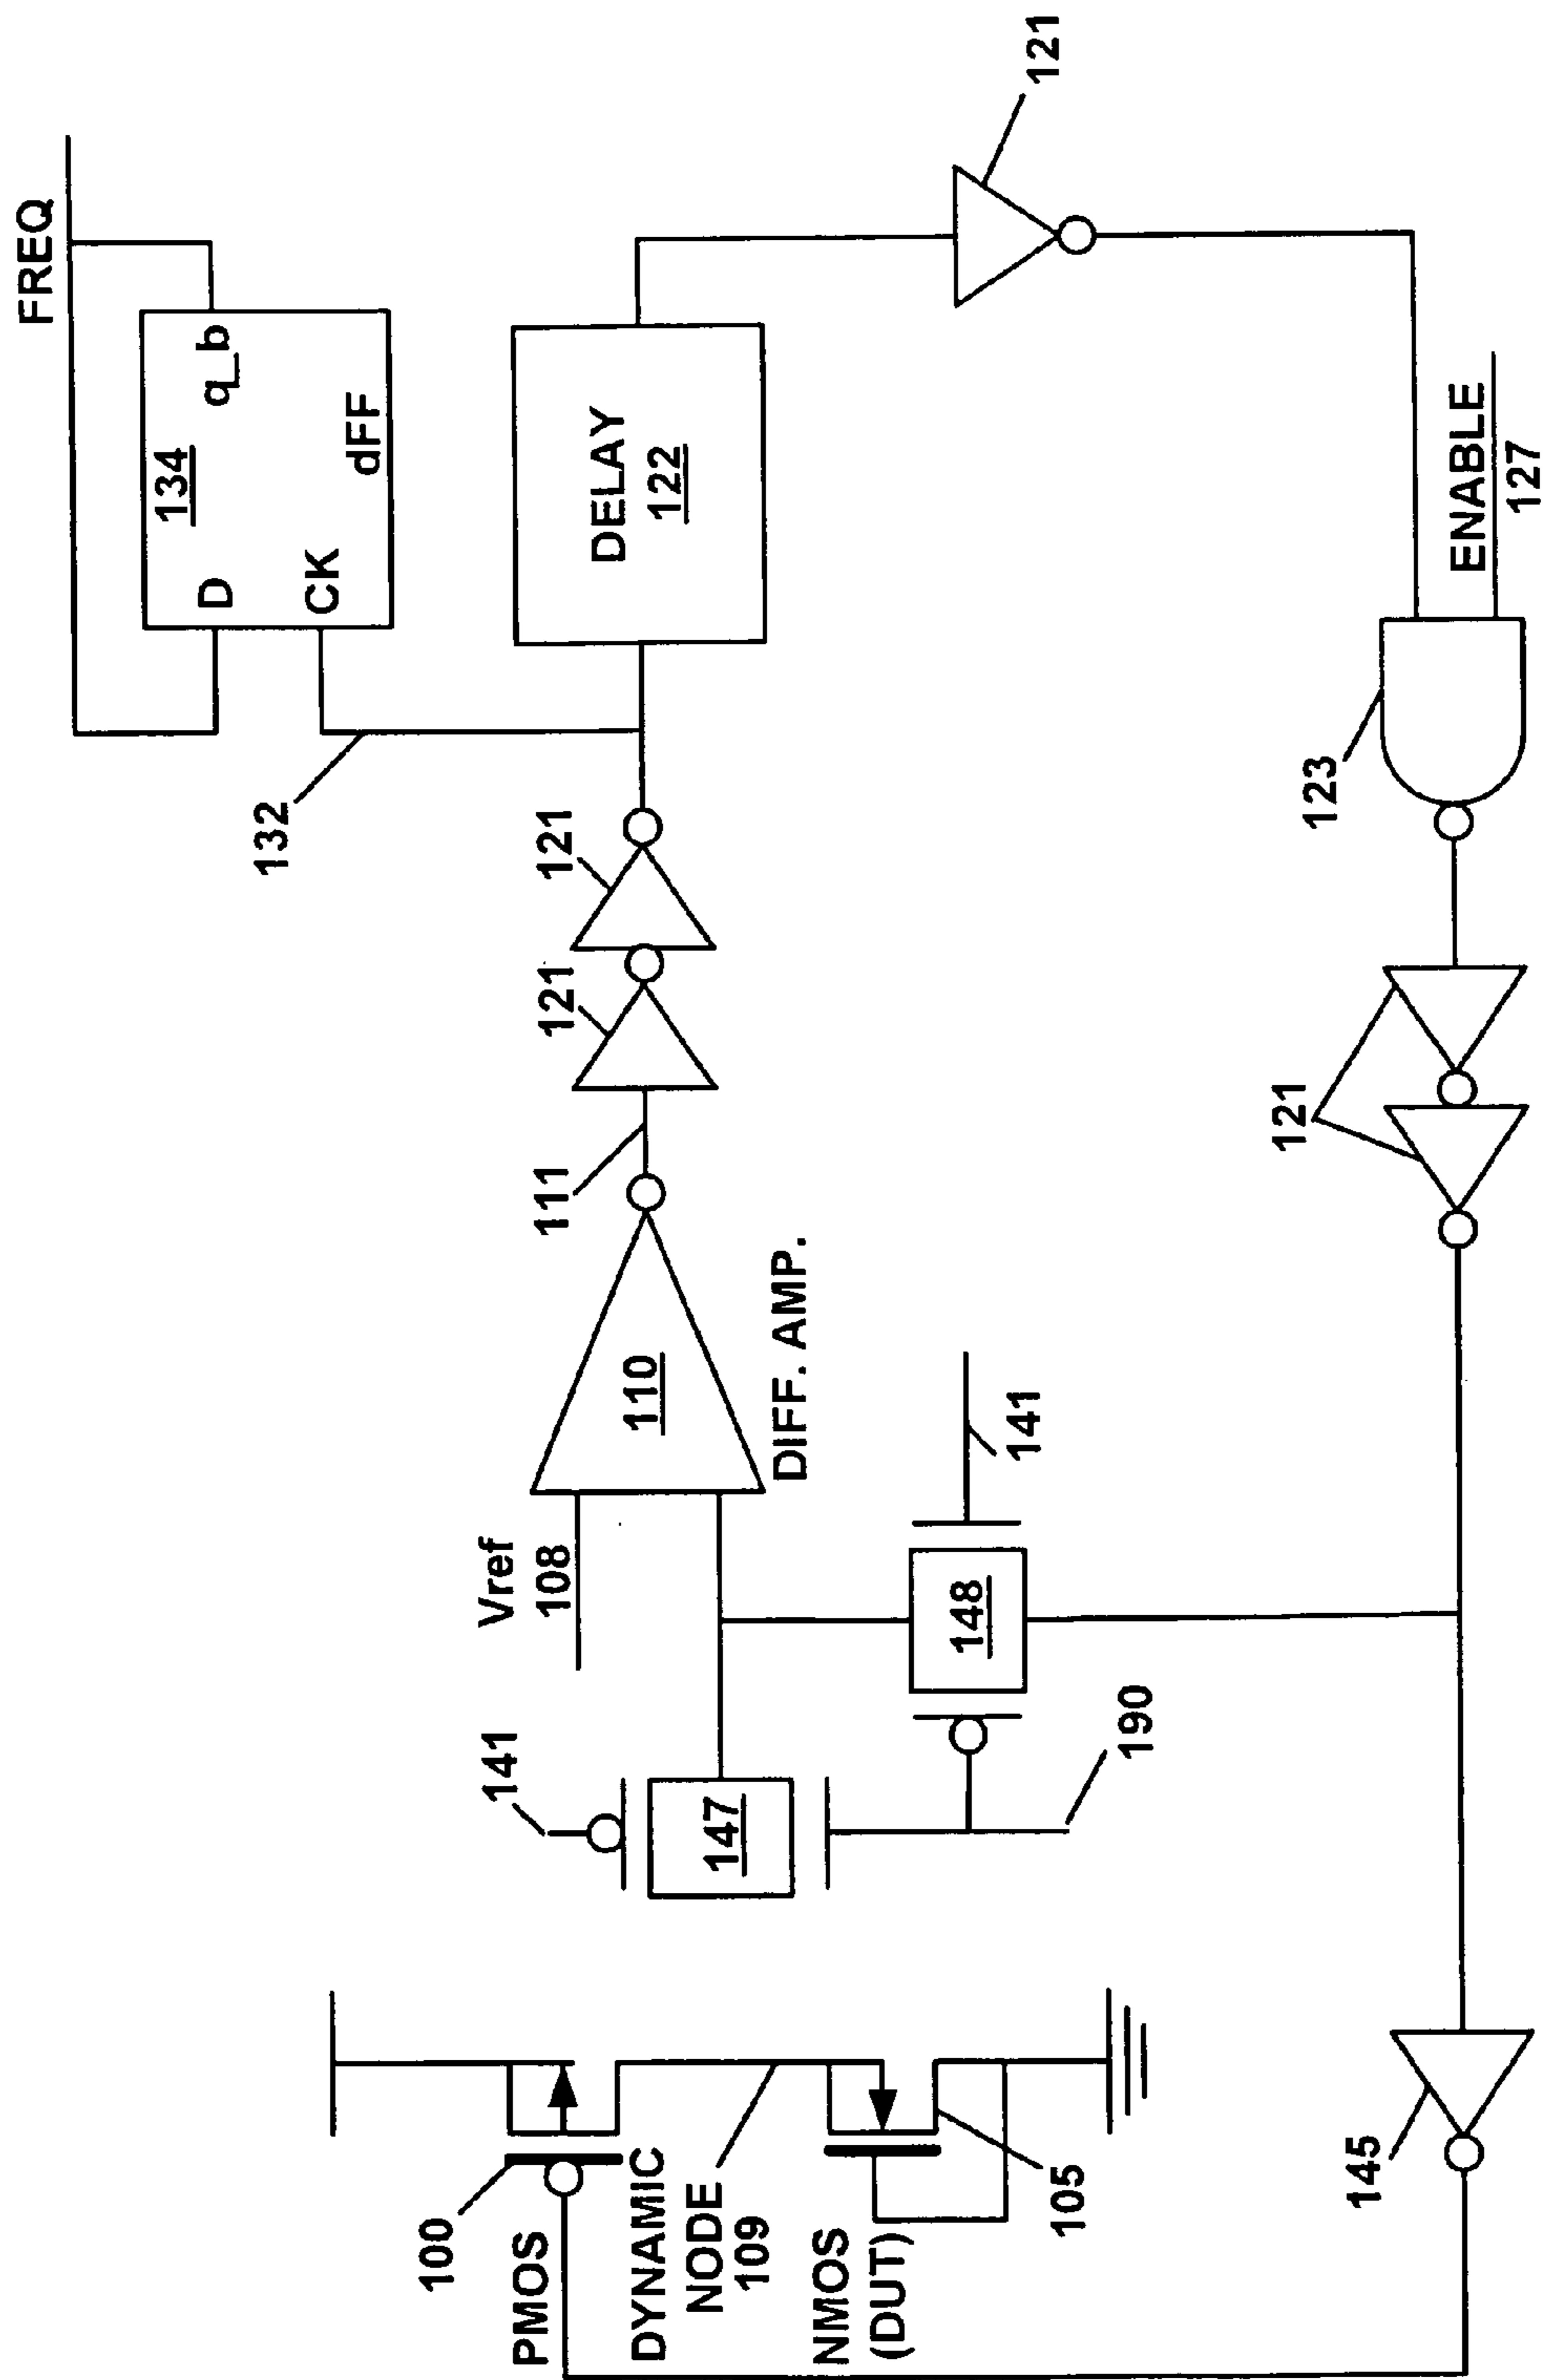 FREQ
134
D
q_b
CK
dFF
132
DELAY
122
121
121
121
111
Vref
108
110
DIFF. AMP.
141
147
148
141
190
ENABLE
127
123
121
100
PMOS
DYNAMIC
NODE
109
NMOS
(DUT)
105
145